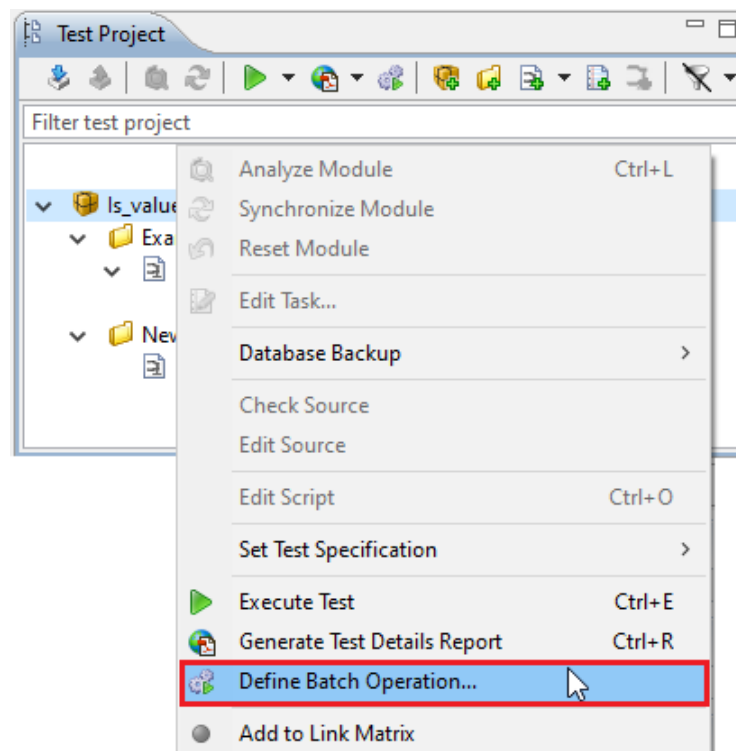 Test Project
Filter test project
Analyze Module Ctrl+L
Is_value
Synchronize Module
Exa
Reset Module
Edit Task...
New
Database Backup
Check Source
Edit Source
Edit Script Ctrl+O
Set Test Specification
Execute Test Ctrl+E
Generate Test Details Report Ctrl+R
Define Batch Operation...
Add to Link Matrix